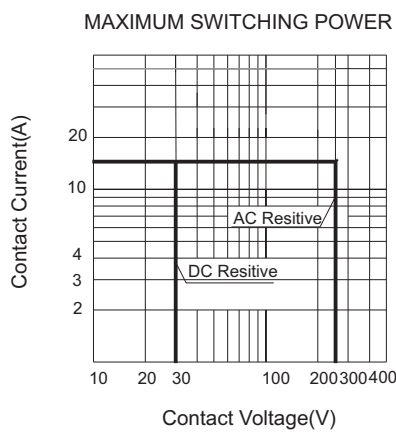 MAXIMUM SWITCHING POWER
Contact Current(A)
20
10
4
3
2
AC Resitive
DC Resitive
10 20 30 100 200300400
Contact Voltage(V)